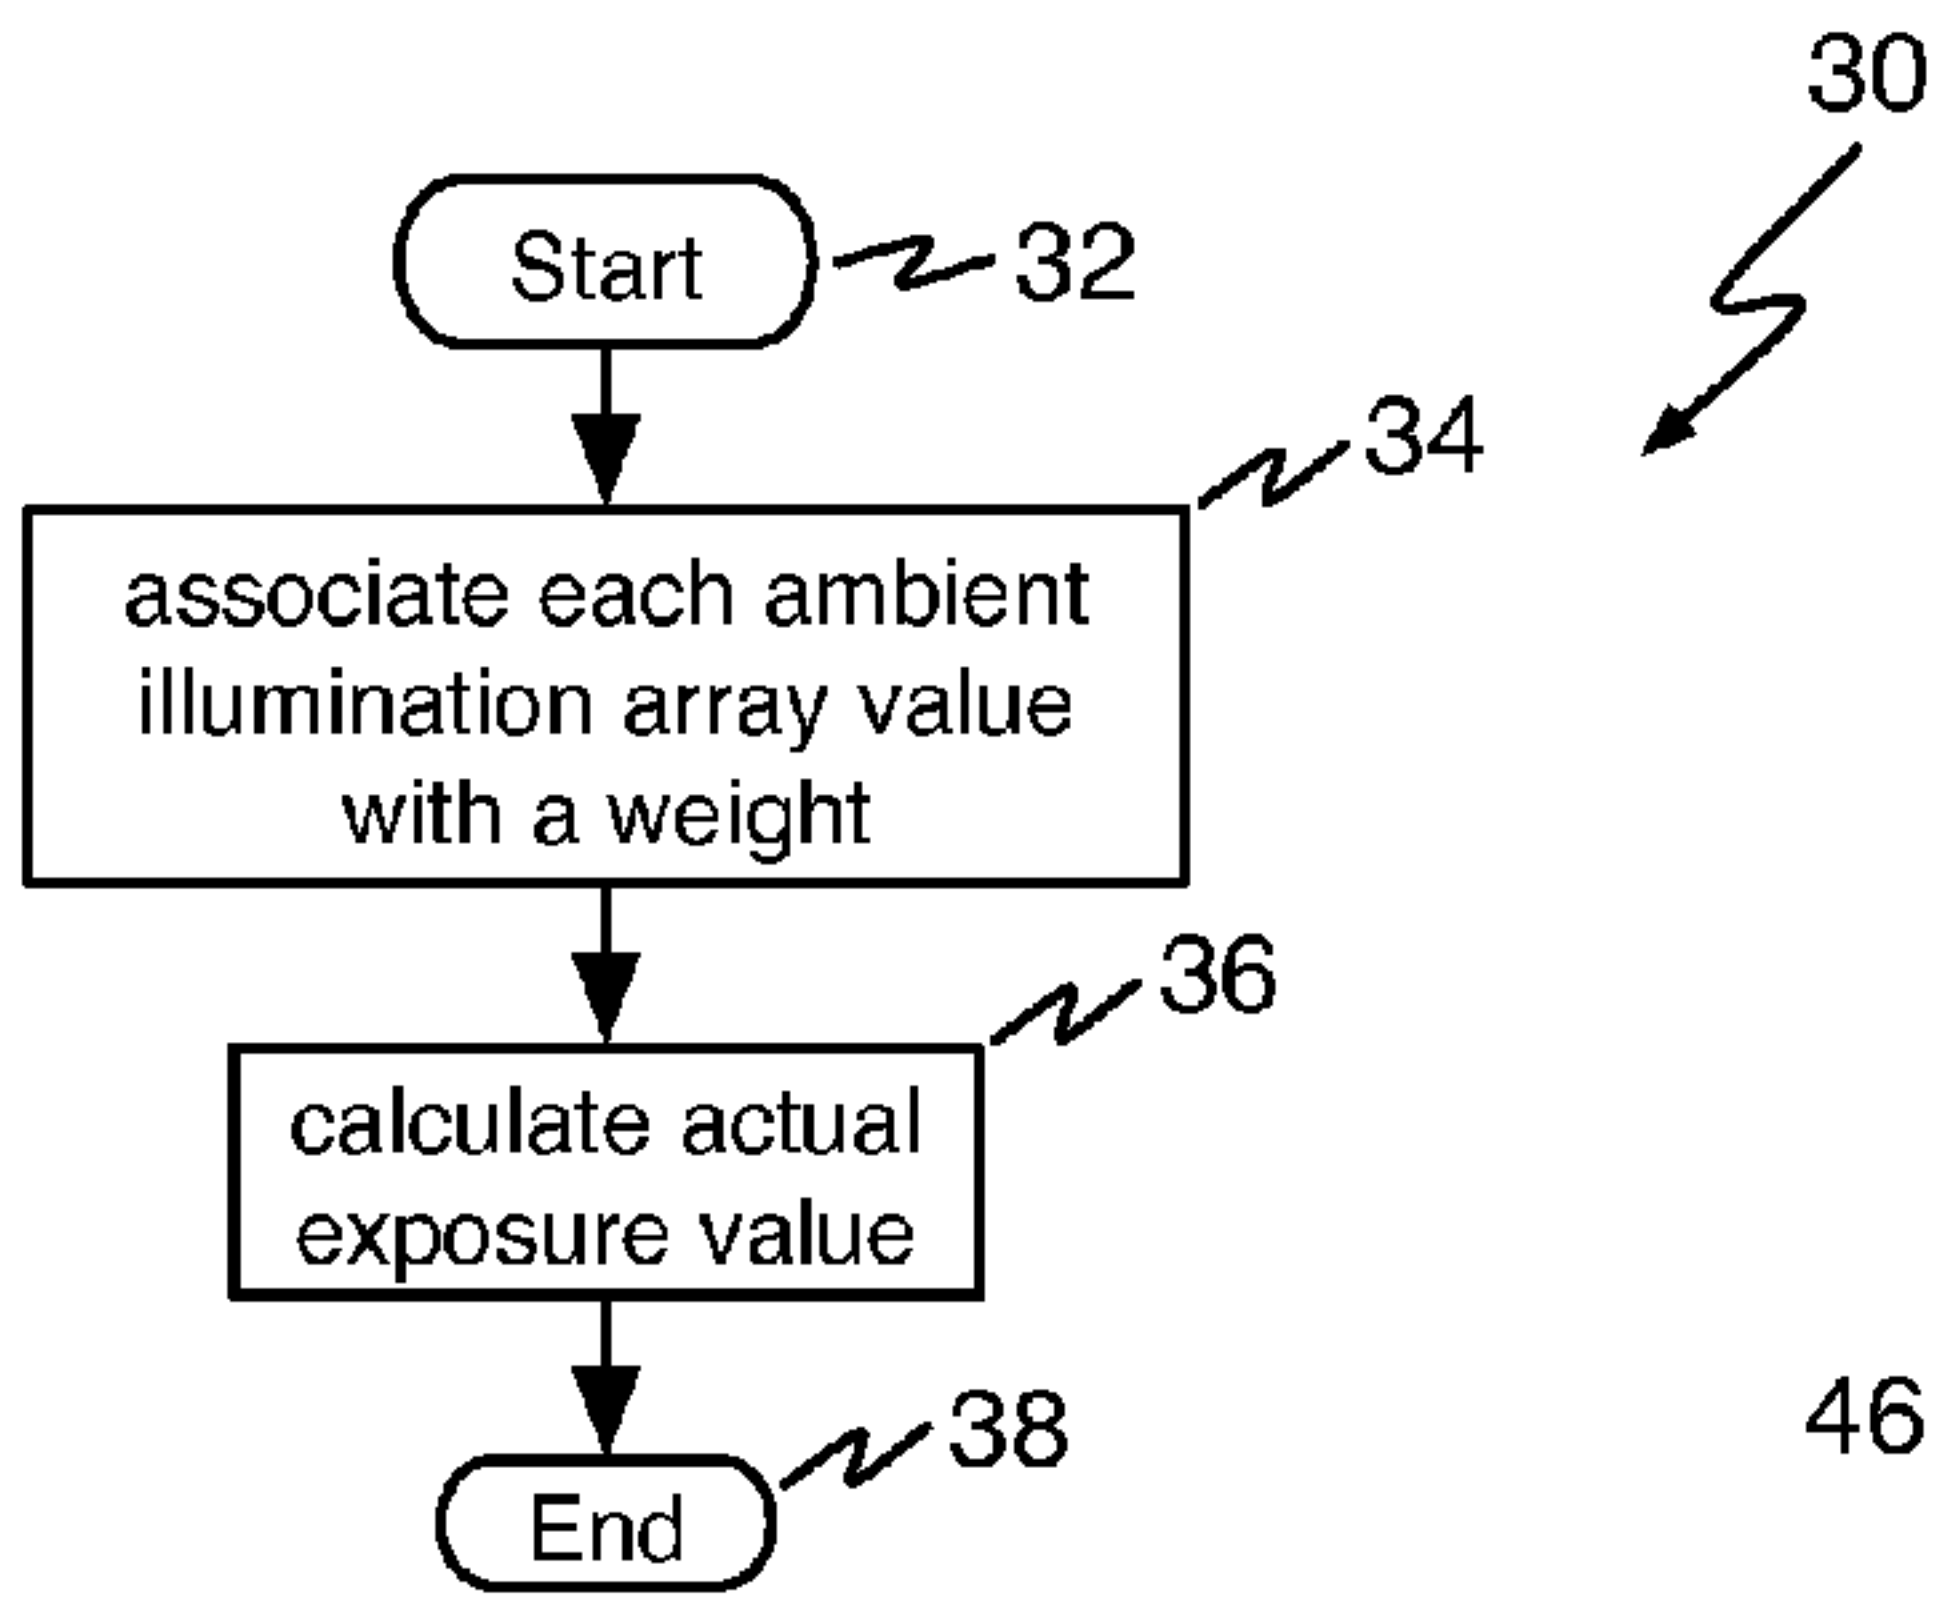 30
Start
32
34
associate each ambient
illumination array value
with a weight
36
calculate actual
exposure value
46
38
End